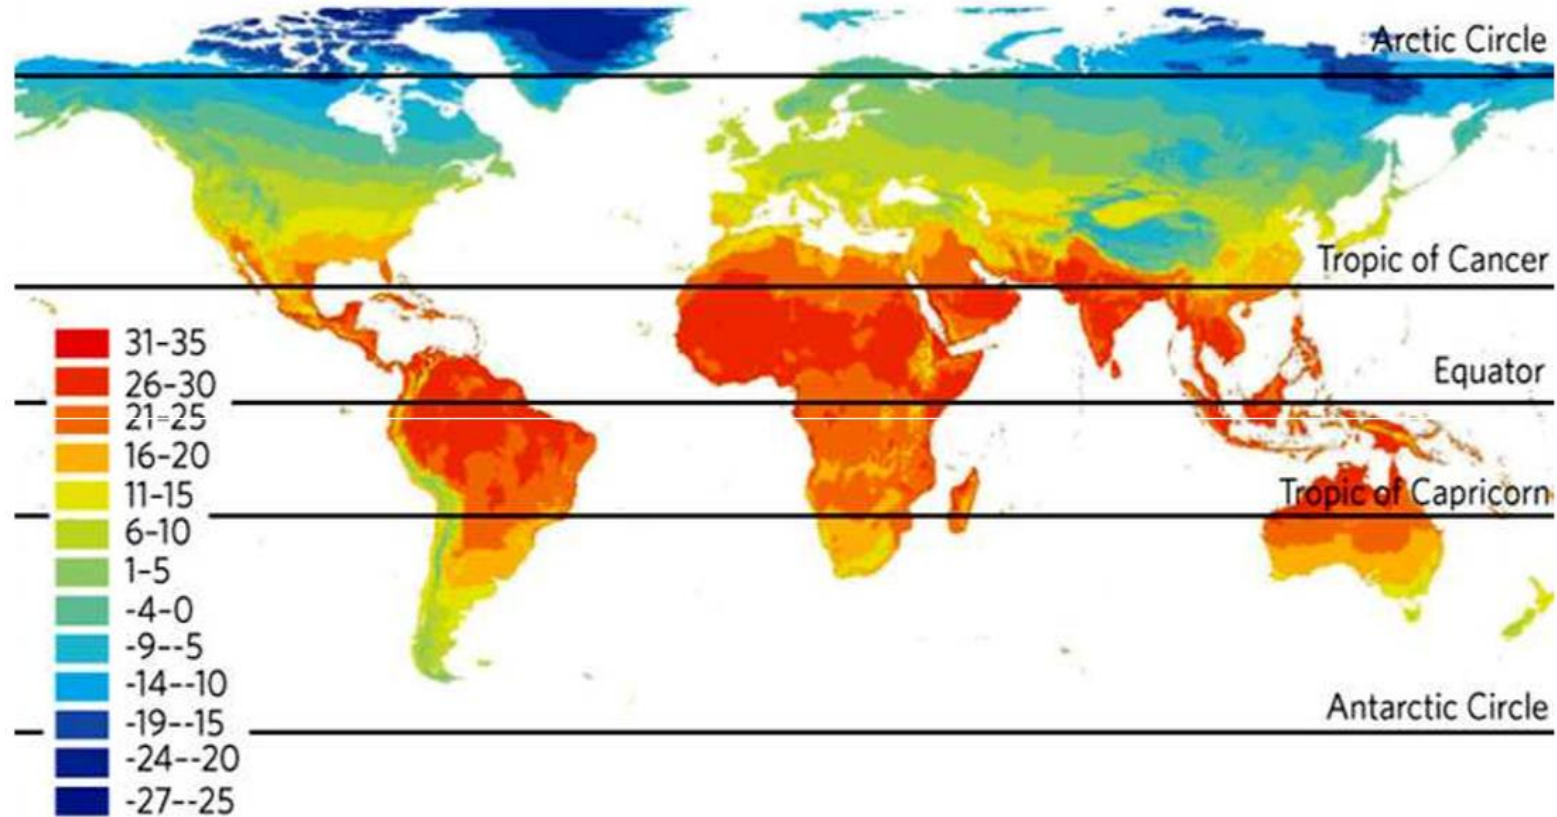 Arctic Circle
Tropic of Cancer
31-35
Equator
26-30
21-25
16-20
Tropic of Capricorn
11-15
6-10
1-5
-4-0
-9--5
-14--10
Antarctic Circle
-19--15
-24--20
-27--25